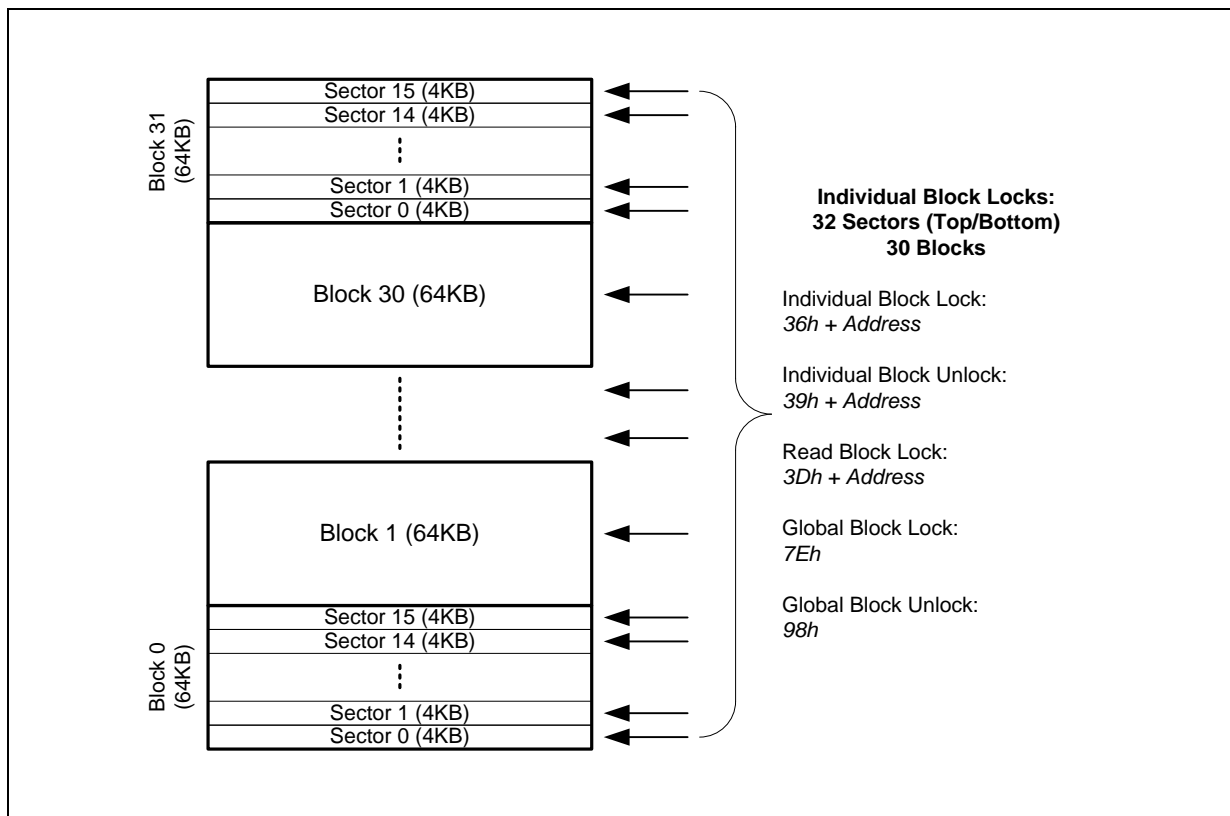 Block 31
(64KB)
Sector 15 (4KB)
Sector 14 (4KB)
Sector 1 (4KB)
Sector 0 (4KB)
Block 30 (64KB)
Block 1 (64KB)
Block 0
(64KB)
Sector 15 (4KB)
Sector 14 (4KB)
Sector 1 (4KB)
Sector 0 (4KB)
Individual Block Locks:
32 Sectors (Top/Bottom)
30 Blocks
Individual Block Lock:
36h + Address
Individual Block Unlock:
39h + Address
Read Block Lock:
3Dh + Address
Global Block Lock:
7Eh
Global Block Unlock:
98h